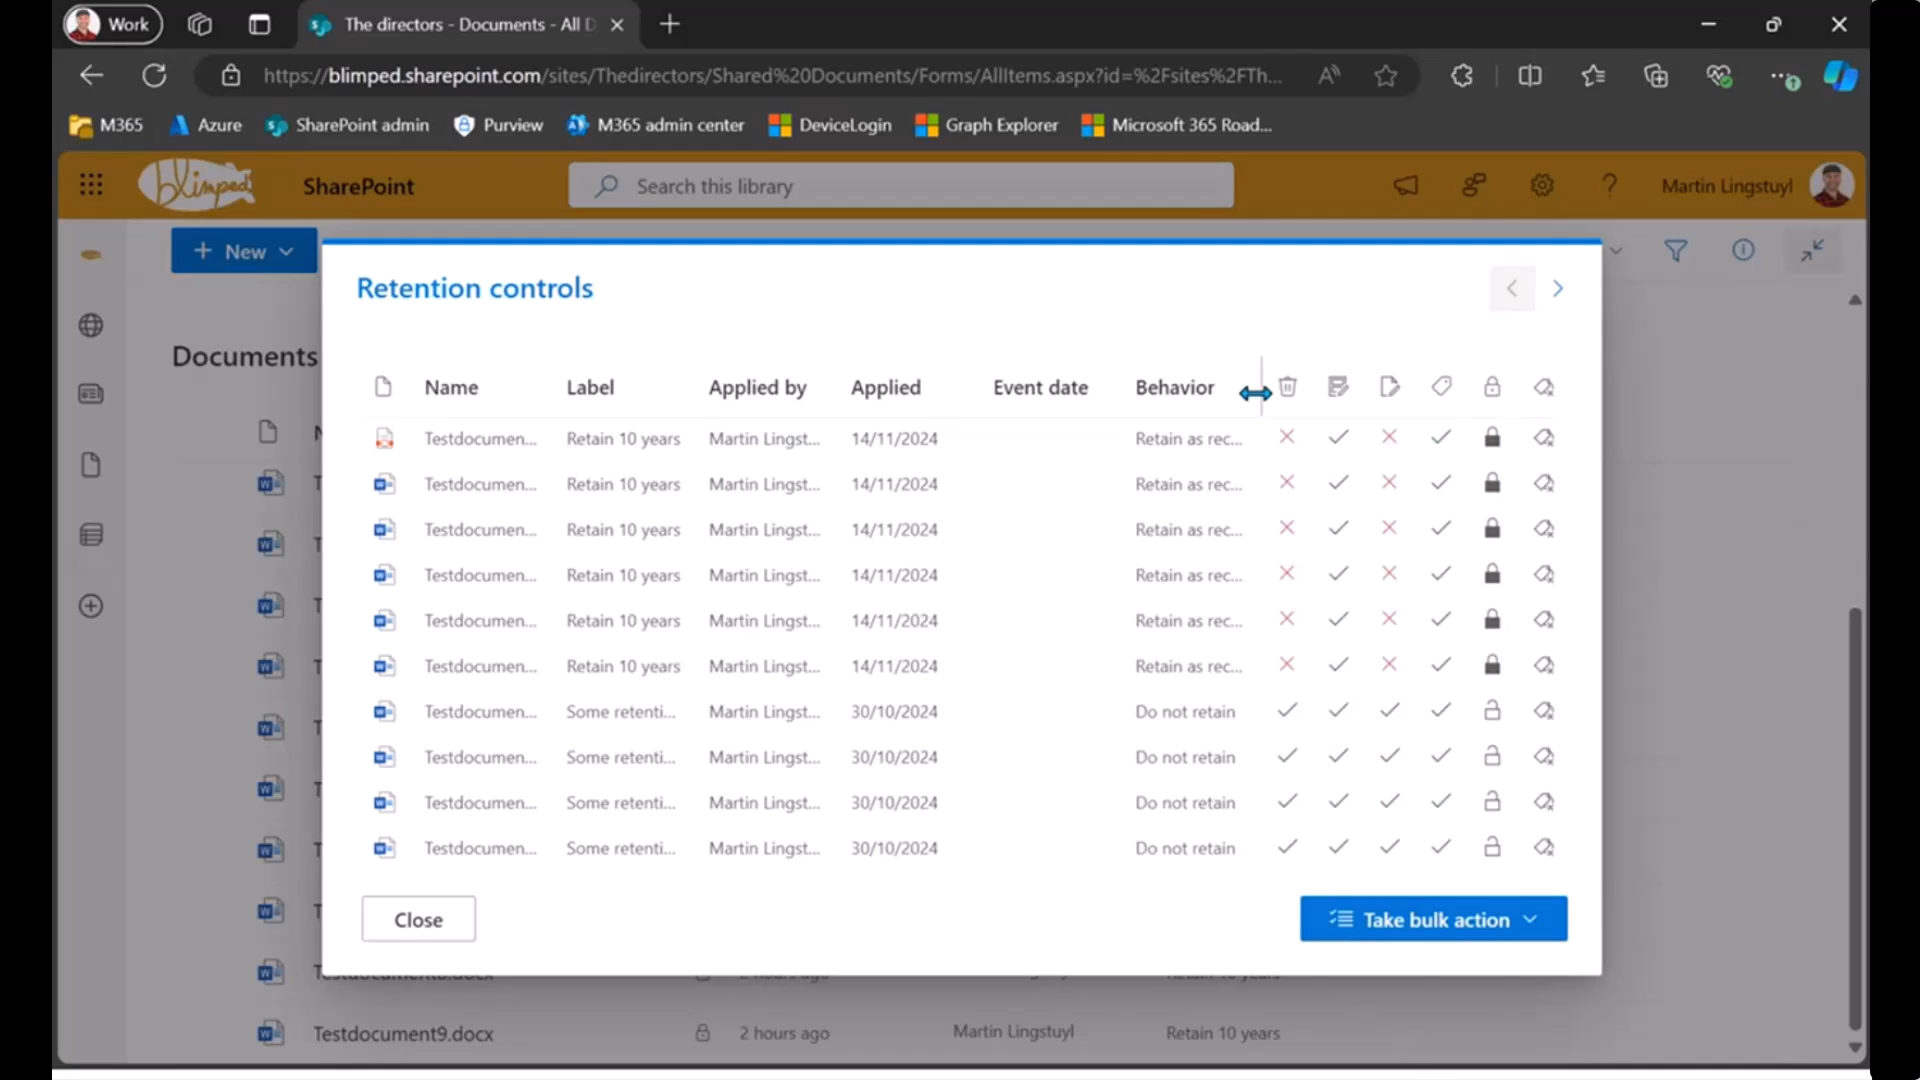 Work
The directors - Documents - All D
https://blimped.sharepoint.com/sites/Thedirectors/Shared%20Documents/Forms/AllItems.aspx?id=%2Fsites%2FTh...
M365 Azure SharePoint admin Purview M365 admin center DeviceLogin Graph Explorer Microsoft 365 Road...
blimped SharePoint Search this library Martin Lingstuyl
New
Retention controls
Documents
Name Label Applied by Applied Event date Behavior
Testdocumen... Retain 10 years Martin Lingst... 14/11/2024 Retain as rec...
Testdocumen... Retain 10 years Martin Lingst... 14/11/2024 Retain as rec...
Testdocumen... Retain 10 years Martin Lingst... 14/11/2024 Retain as rec...
Testdocumen... Retain 10 years Martin Lingst... 14/11/2024 Retain as rec...
Testdocumen... Retain 10 years Martin Lingst... 14/11/2024 Retain as rec...
Testdocumen... Retain 10 years Martin Lingst... 14/11/2024 Retain as rec...
Testdocumen... Some retenti... Martin Lingst... 30/10/2024 Do not retain
Testdocumen... Some retenti... Martin Lingst... 30/10/2024 Do not retain
Testdocumen... Some retenti... Martin Lingst... 30/10/2024 Do not retain
Testdocumen... Some retenti... Martin Lingst... 30/10/2024 Do not retain
Close Take bulk action
Testdocument9.docx 2 hours ago Martin Lingstuyl Retain 10 years